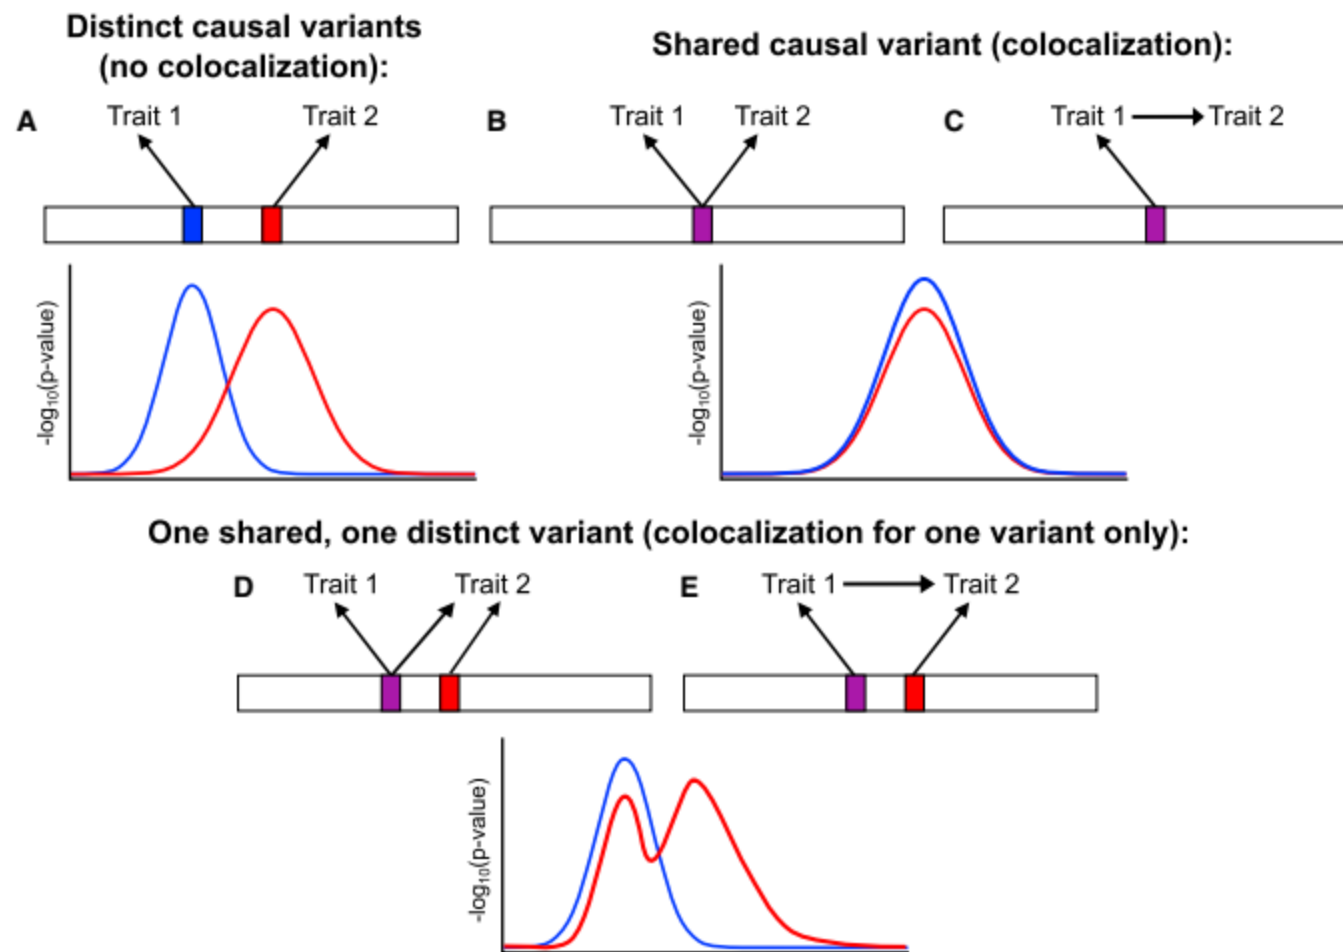 Distinct causal variants
(no colocalization):
Shared causal variant (colocalization):
A
Trait 1
Trait 2
B
Trait 1
Trait 2
C
Trait 1
Trait 2
-log₁₀(p-value)
-log₁₀(p-value)
One shared, one distinct variant (colocalization for one variant only):
D
Trait 1
Trait 2
E
Trait 1
Trait 2
-log₁₀(p-value)